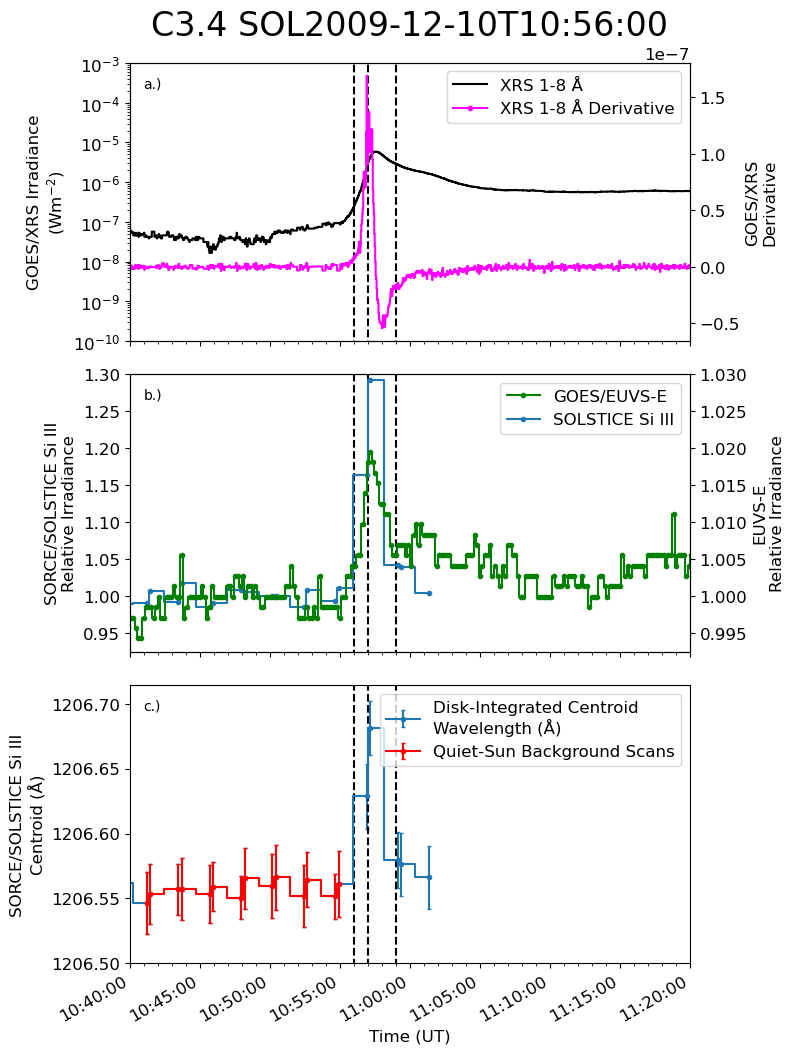 C3.4 SOL2009-12-10T10:56:00
1e−7
a.)
XRS 1-8 Å
XRS 1-8 Å Derivative
GOES/XRS Irradiance
(Wm⁻²)
10⁻³
10⁻⁴
10⁻⁵
10⁻⁶
10⁻⁷
10⁻⁸
10⁻⁹
10⁻¹⁰
1.5
1.0
0.5
0.0
−0.5
GOES/XRS
Derivative
b.)
GOES/EUVS-E
SOLSTICE Si III
SORCE/SOLSTICE Si III
Relative Irradiance
1.30
1.25
1.20
1.15
1.10
1.05
1.00
0.95
1.030
1.025
1.020
1.015
1.010
1.005
1.000
0.995
EUVS-E
Relative Irradiance
c.)
Disk-Integrated Centroid
Wavelength (Å)
Quiet-Sun Background Scans
SORCE/SOLSTICE Si III
Centroid (Å)
1206.70
1206.65
1206.60
1206.55
1206.50
10:40:00
10:45:00
10:50:00
10:55:00
11:00:00
11:05:00
11:10:00
11:15:00
11:20:00
Time (UT)